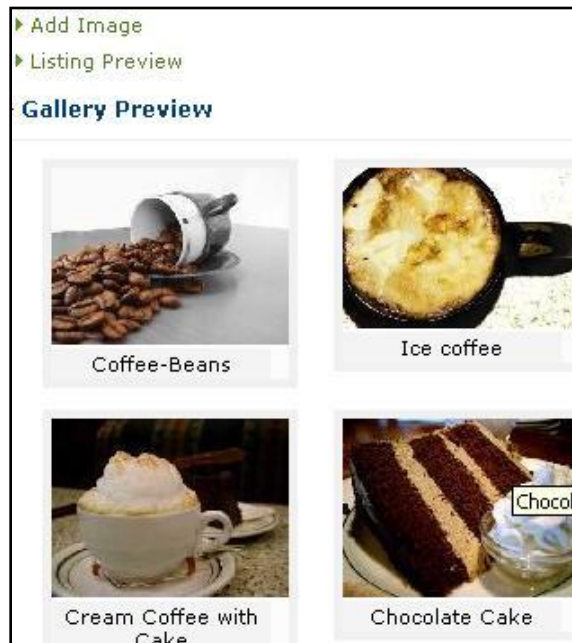 Add Image
Listing Preview
Gallery Preview
Coffee-Beans
Ice coffee
Chocol
Cream Coffee with
Cake
Chocolate Cake